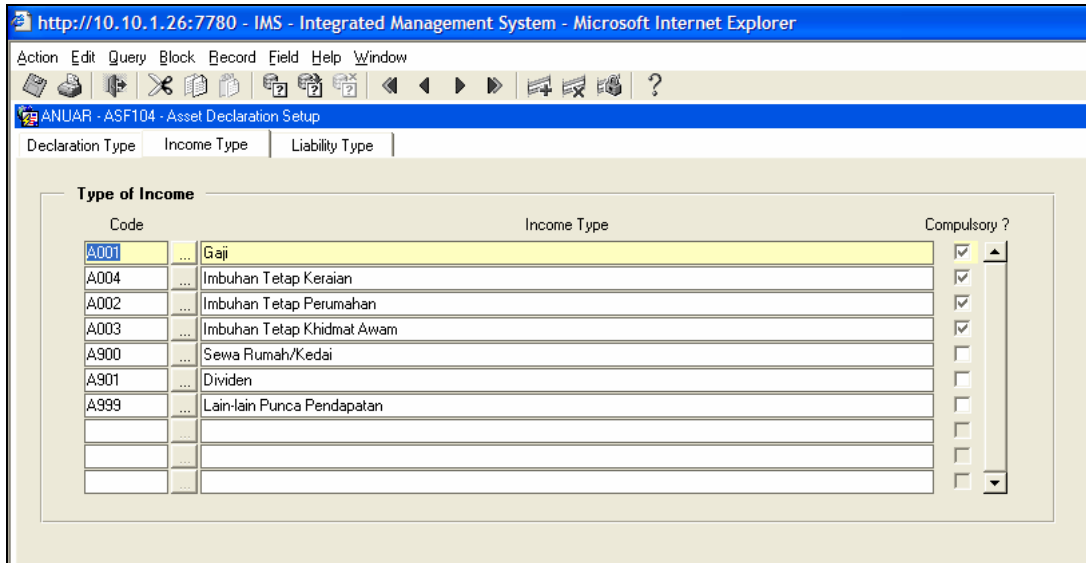 http://10.10.1.26:7780 - IMS - Integrated Management System - Microsoft Internet Explorer
Action Edit Query Block Record Field Help Window
ANUAR - ASF104 - Asset Declaration Setup
Declaration Type Income Type Liability Type
Type of Income
Code Income Type Compulsory ?
A001 ... Gaji
A004 ... Imbuhan Tetap Keraian
A002 ... Imbuhan Tetap Perumahan
A003 ... Imbuhan Tetap Khidmat Awam
A900 ... Sewa Rumah/Kedai
A901 ... Dividen
A999 ... Lain-lain Punca Pendapatan
...
...
...